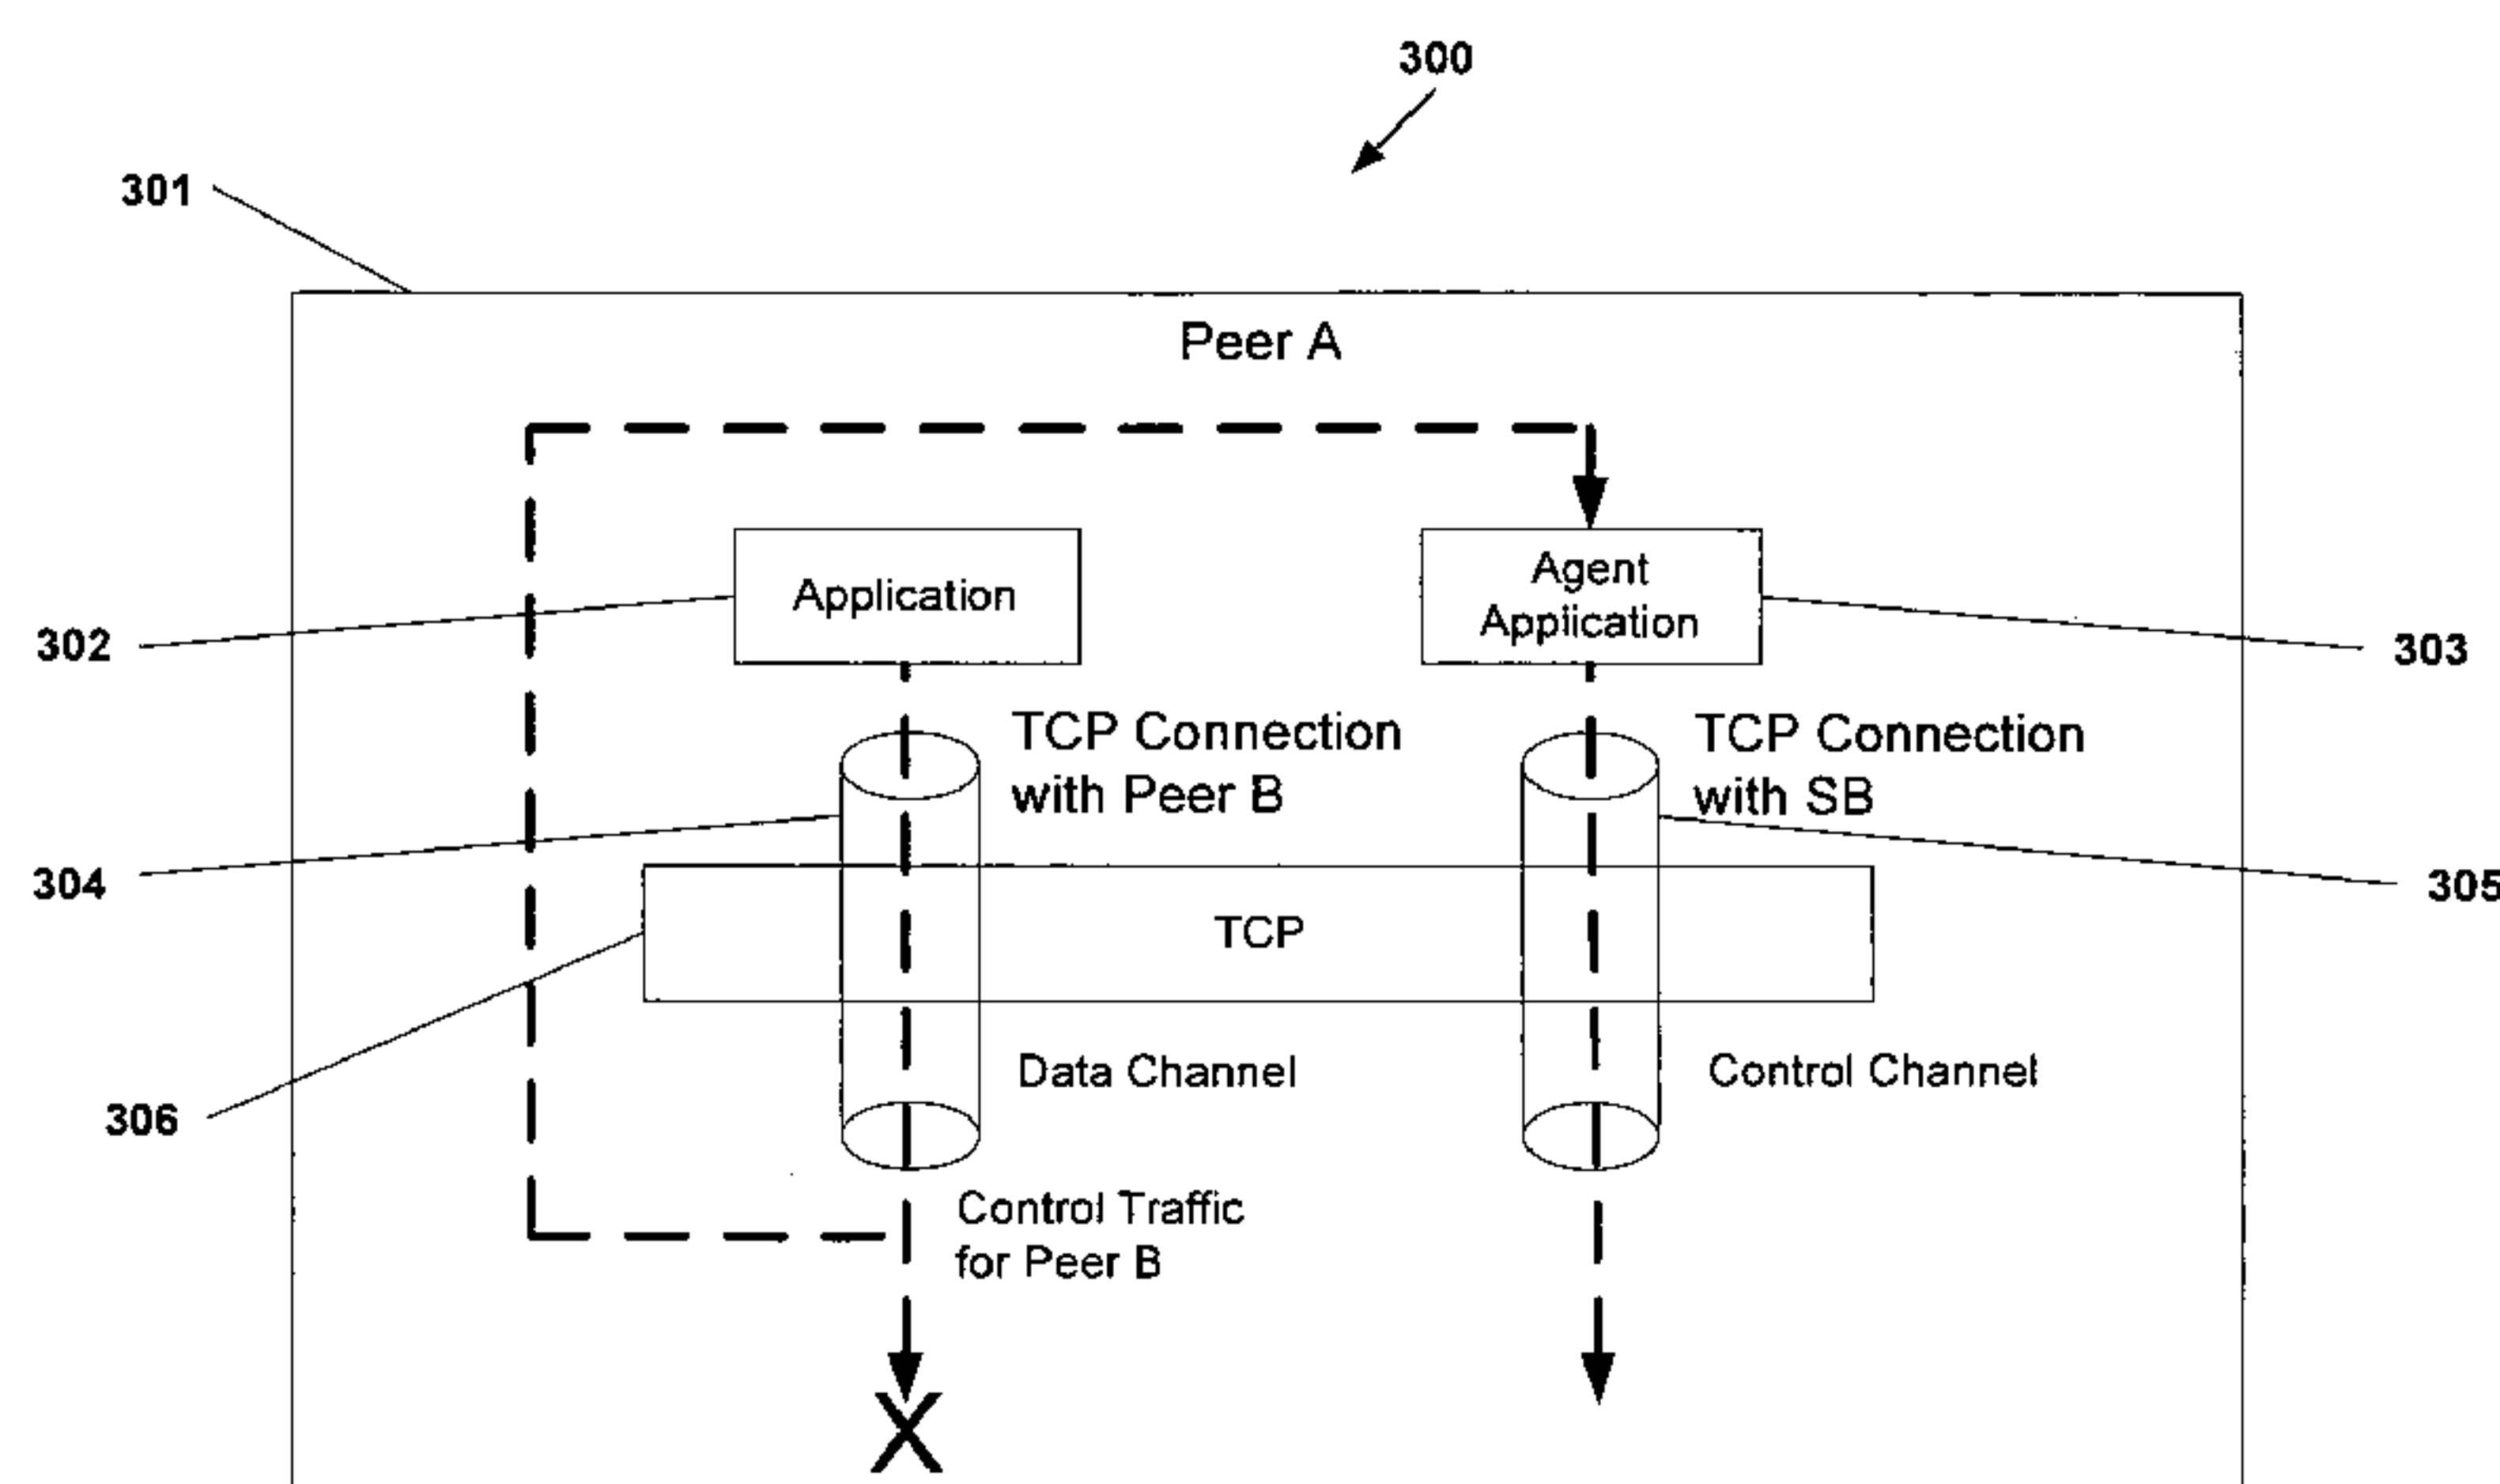 300
301
Peer A
Application
Agent
Application
302
303
TCP Connection
with Peer B
TCP Connection
with SB
304
305
TCP
Data Channel
Control Channel
306
Control Traffic
for Peer B
X